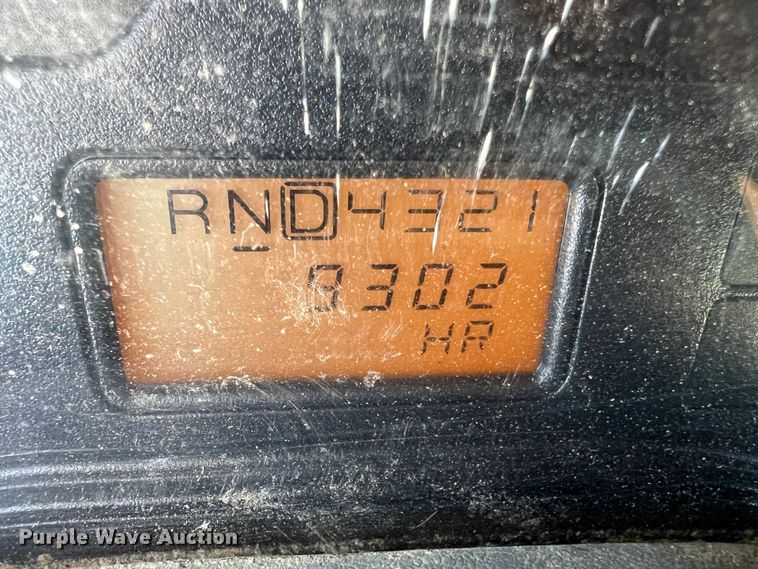 RND4321
9302
HR
Purple Wave Auction